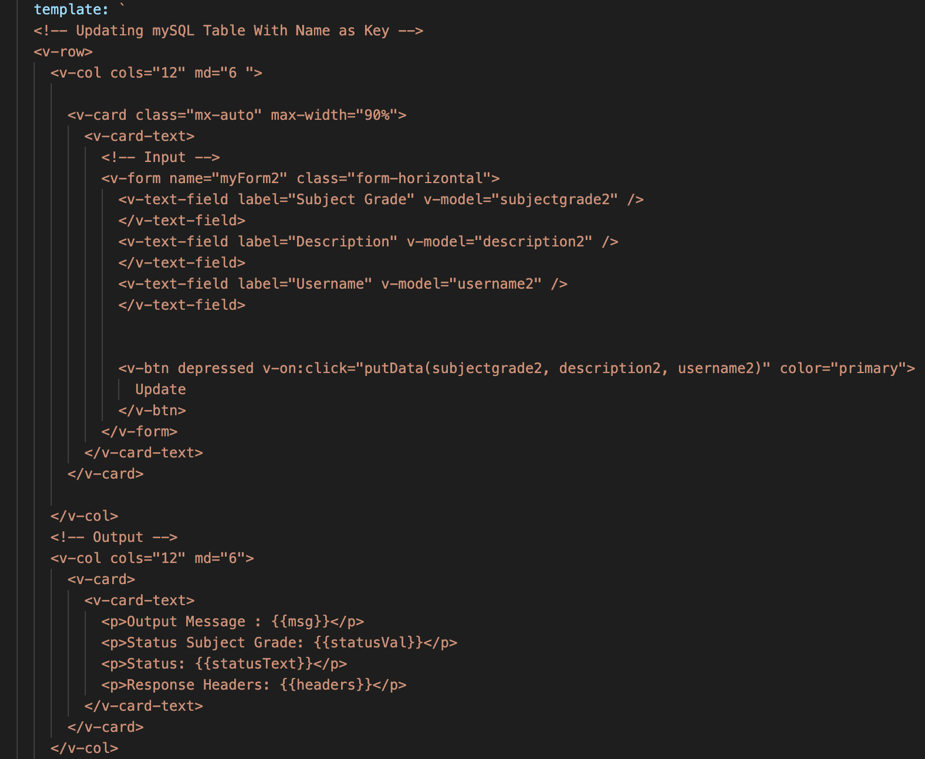 template: `
<!-- Updating mySQL Table With Name as Key -->
<v-row>
<v-col cols="12" md="6 ">
<v-card class="mx-auto" max-width="90%">
<v-card-text>
<!-- Input -->
<v-form name="myForm2" class="form-horizontal">
<v-text-field label="Subject Grade" v-model="subjectgrade2" />
</v-text-field>
<v-text-field label="Description" v-model="description2" />
</v-text-field>
<v-text-field label="Username" v-model="username2" />
</v-text-field>
<v-btn depressed v-on:click="putData(subjectgrade2, description2, username2)" color="primary">
Update
</v-btn>
</v-form>
</v-card-text>
</v-card>
</v-col>
<!-- Output -->
<v-col cols="12" md="6">
<v-card>
<v-card-text>
<p>Output Message : {{msg}}</p>
<p>Status Subject Grade: {{statusVal}}</p>
<p>Status: {{statusText}}</p>
<p>Response Headers: {{headers}}</p>
</v-card-text>
</v-card>
</v-col>